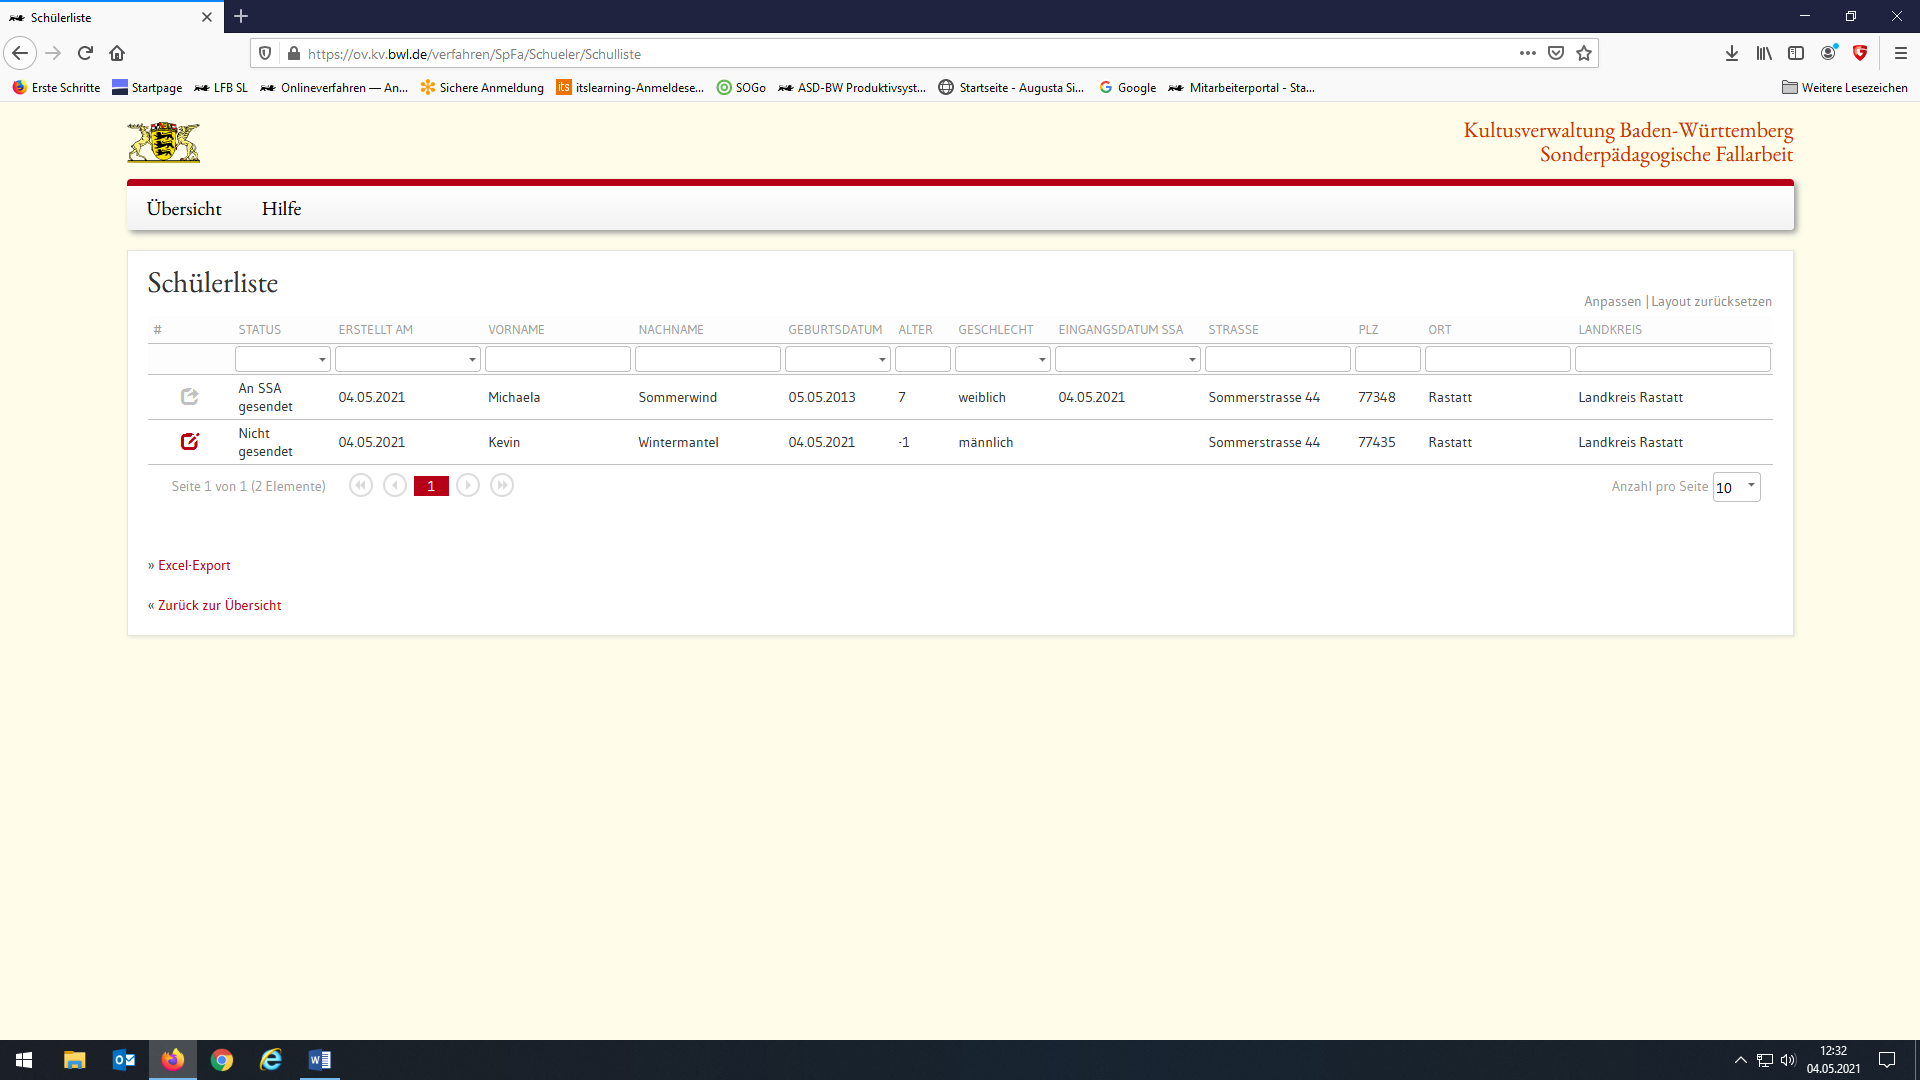 Schülerliste
https://ov.kv.bwl.de/verfahren/SpFa/Schueler/Schulliste
Erste Schritte Startpage LFB SL Onlineverfahren — An... Sichere Anmeldung its itslearning-Anmeldese... SOGo ASD-BW Produktivsyst... Startseite - Augusta Si... Google Mitarbeiterportal - Sta... Weitere Lesezeichen
Kultusverwaltung Baden-Württemberg
Sonderpädagogische Fallarbeit
Übersicht Hilfe
Schülerliste
Anpassen | Layout zurücksetzen
# STATUS ERSTELLT AM VORNAME NACHNAME GEBURTSDATUM ALTER GESCHLECHT EINGANGSDATUM SSA STRASSE PLZ ORT LANDKREIS
An SSA gesendet 04.05.2021 Michaela Sommerwind 05.05.2013 7 weiblich 04.05.2021 Sommerstrasse 44 77348 Rastatt Landkreis Rastatt
Nicht gesendet 04.05.2021 Kevin Wintermantel 04.05.2021 -1 männlich Sommerstrasse 44 77435 Rastatt Landkreis Rastatt
Seite 1 von 1 (2 Elemente) 1 Anzahl pro Seite 10
» Excel-Export
« Zurück zur Übersicht
12:32
04.05.2021